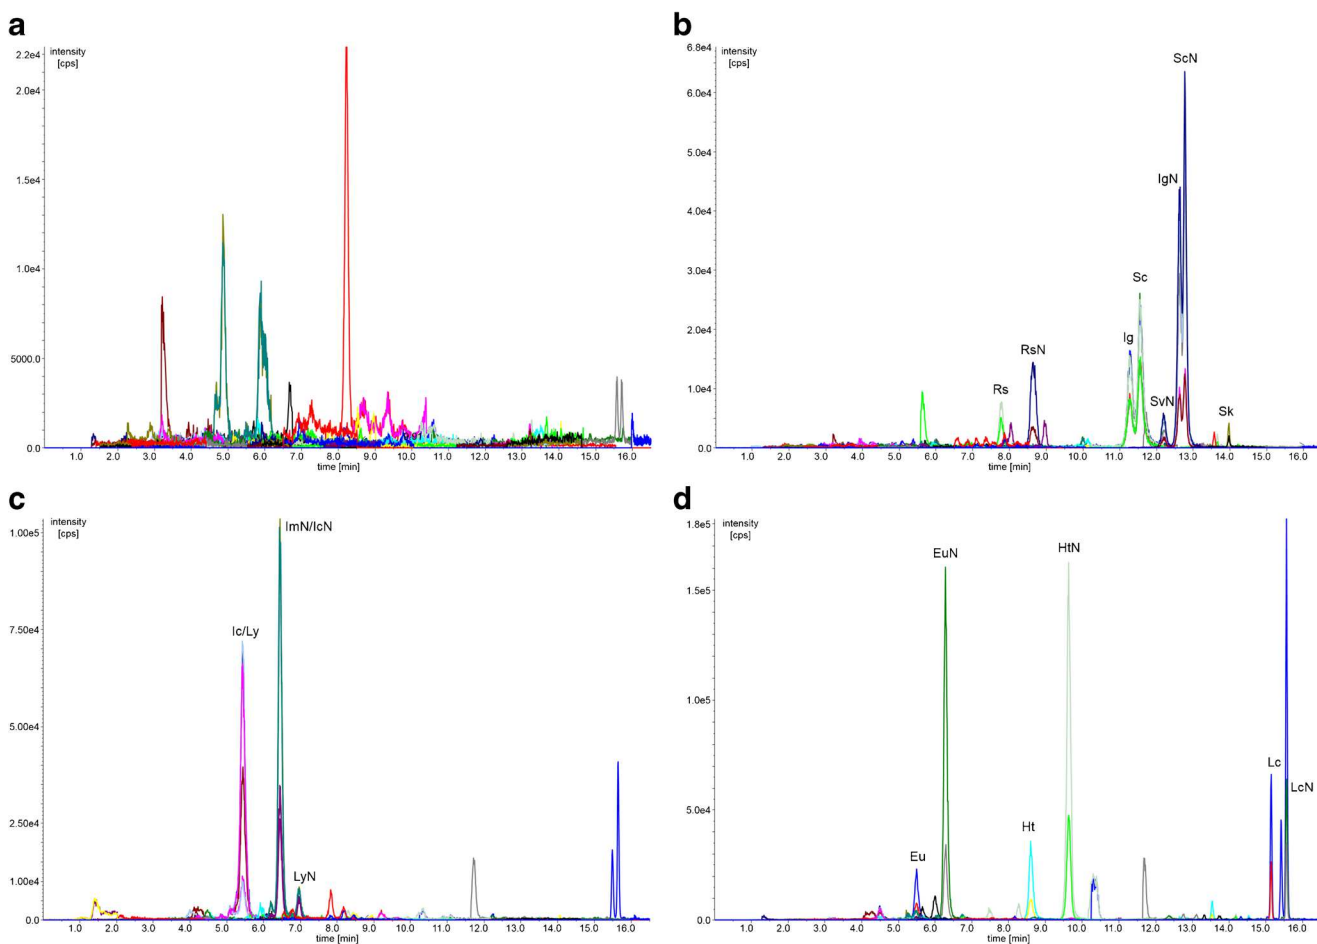 a
intensity
[cps]
2.2e4
2.0e4
1.5e4
1.0e4
5000.0
0.0
1.0 2.0 3.0 4.0 5.0 6.0 7.0 8.0 9.0 10.0 11.0 12.0 13.0 14.0 15.0 16.0
time [min]
b
intensity
[cps]
6.8e4
6.0e4
5.0e4
4.0e4
3.0e4
2.0e4
1.0e4
0.0
ScN
IgN
Sc
Ig
RsN
Rs
SvN
Sk
1.0 2.0 3.0 4.0 5.0 6.0 7.0 8.0 9.0 10.0 11.0 12.0 13.0 14.0 15.0 16.0
time [min]
c
intensity
[cps]
1.00e5
7.50e4
5.00e4
2.50e4
1.00e4
0.0
ImN/IcN
Ic/Ly
LyN
1.0 2.0 3.0 4.0 5.0 6.0 7.0 8.0 9.0 10.0 11.0 12.0 13.0 14.0 15.0 16.0
time [min]
d
intensity
[cps]
1.8e5
1.5e5
1.0e5
5.0e4
0.0
EuN
HtN
Eu
Ht
Lc
LcN
1.0 2.0 3.0 4.0 5.0 6.0 7.0 8.0 9.0 10.0 11.0 12.0 13.0 14.0 15.0 16.0
time [min]